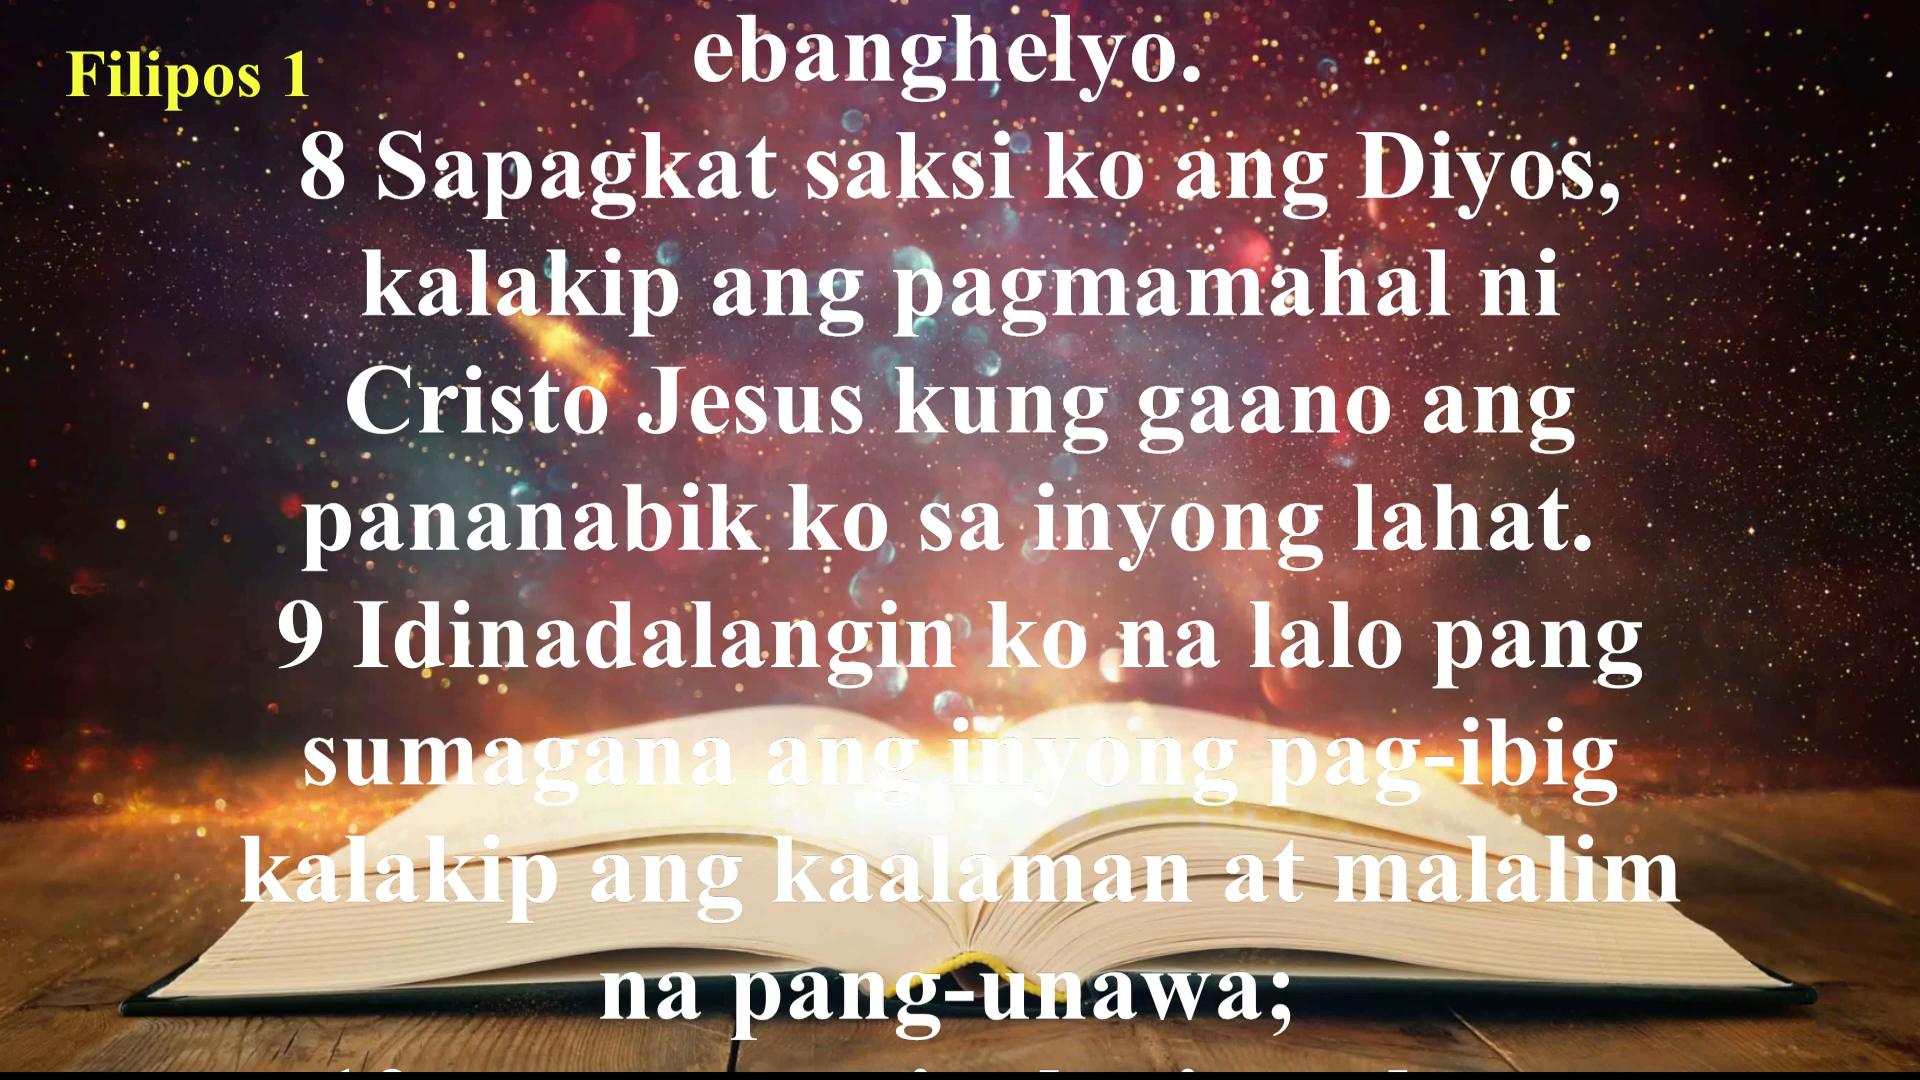 ebanghelyo.
Filipos 1
8 Sapagkat saksi ko ang Diyos,
kalakip ang pagmamahal ni
Cristo Jesus kung gaano ang
pananabik ko sa inyong lahat.
9 Idinadalangin ko na lalo pang
sumagana ang inyong pag-ibig
kalakip ang kaalaman at malalim
na pang-unawa;